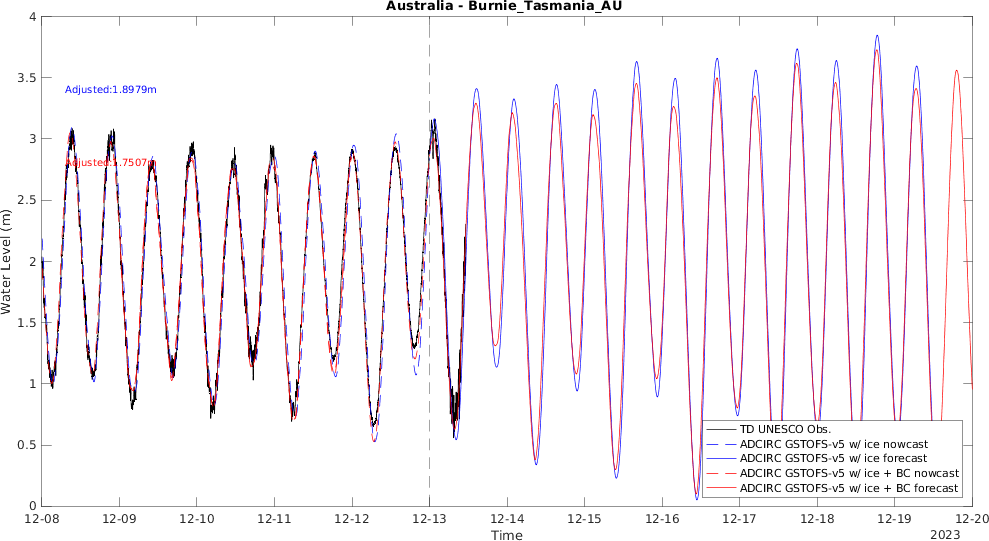 Australia - Burnie_Tasmania_AU
4
3.5
3
2.5
2
1.5
1
0.5
0
Water Level (m)
Adjusted:1.8979m
Adjusted:1.7507m
TD UNESCO Obs.
ADCIRC GSTOFS-v5 w/ ice nowcast
ADCIRC GSTOFS-v5 w/ ice forecast
ADCIRC GSTOFS-v5 w/ ice + BC nowcast
ADCIRC GSTOFS-v5 w/ ice + BC forecast
12-08 12-09 12-10 12-11 12-12 12-13 12-14 12-15 12-16 12-17 12-18 12-19 12-20
Time
2023